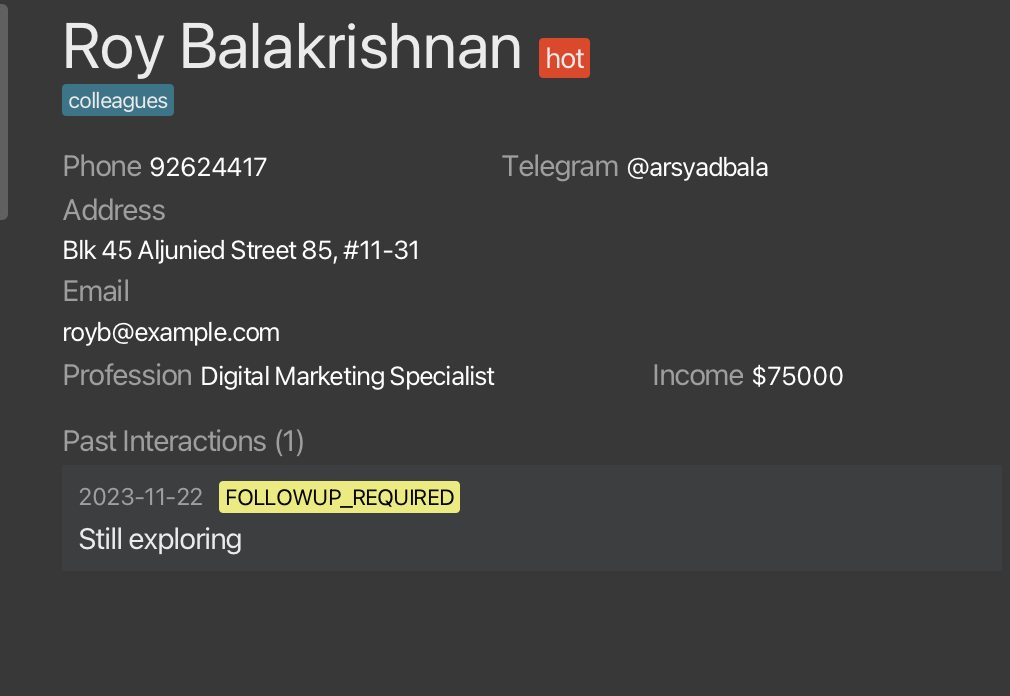 Roy Balakrishnan hot
colleagues
Phone 92624417 Telegram @arsyadbala
Address
Blk 45 Aljunied Street 85, #11-31
Email
royb@example.com
Profession Digital Marketing Specialist Income $75000
Past Interactions (1)
2023-11-22 FOLLOWUP_REQUIRED
Still exploring